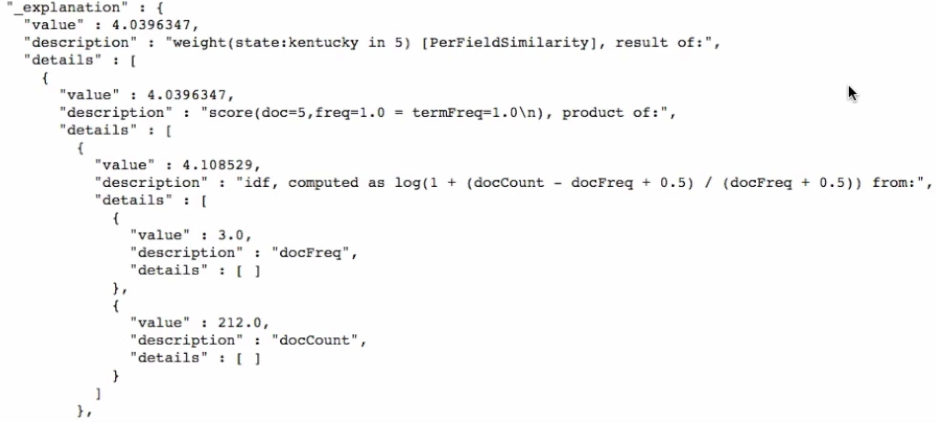 "_explanation" : {
"value" : 4.0396347,
"description" : "weight(state:kentucky in 5) [PerFieldSimilarity], result of:",
"details" : [
{
"value" : 4.0396347,
"description" : "score(doc=5,freq=1.0 = termFreq=1.0\n), product of:",
"details" : [
{
"value" : 4.108529,
"description" : "idf, computed as log(1 + (docCount - docFreq + 0.5) / (docFreq + 0.5)) from:",
"details" : [
{
"value" : 3.0,
"description" : "docFreq",
"details" : [ ]
},
{
"value" : 212.0,
"description" : "docCount",
"details" : [ ]
}
]
},